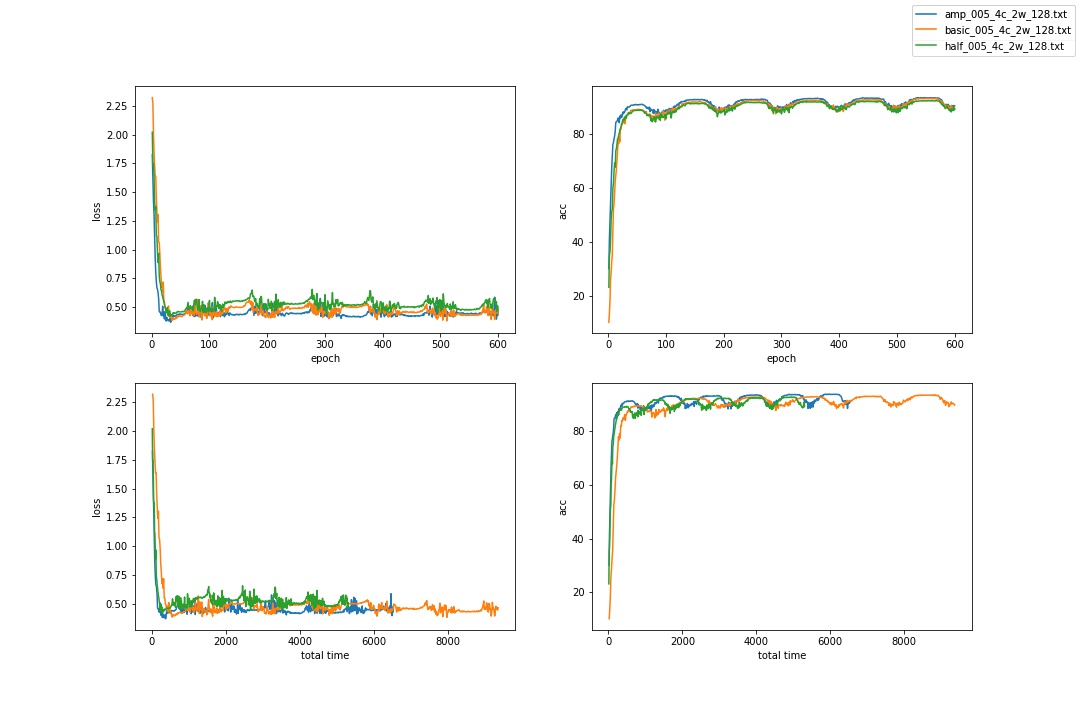 amp_005_4c_2w_128.txt
basic_005_4c_2w_128.txt
half_005_4c_2w_128.txt
2.25
2.00
1.75
1.50
1.25
1.00
0.75
0.50
loss
0 100 200 300 400 500 600
epoch
80
60
40
20
acc
0 100 200 300 400 500 600
epoch
2.25
2.00
1.75
1.50
1.25
1.00
0.75
0.50
loss
0 2000 4000 6000 8000
total time
80
60
40
20
acc
0 2000 4000 6000 8000
total time